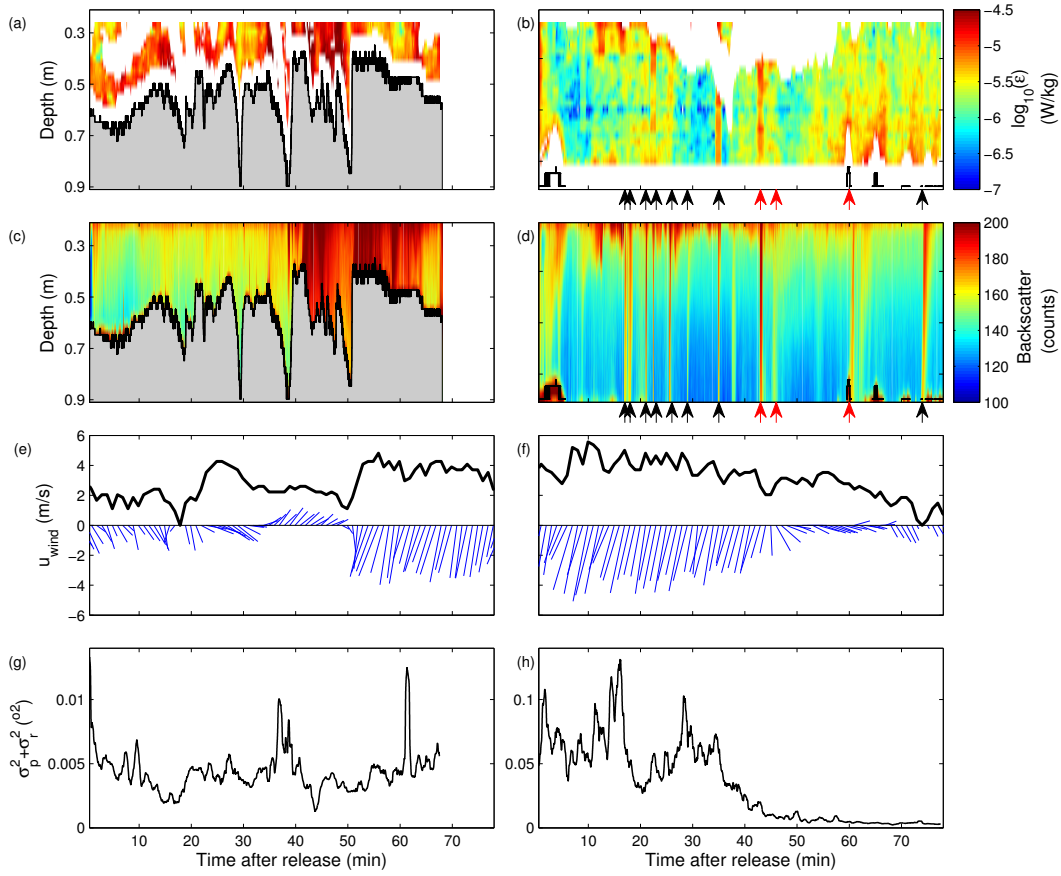 (a)
0.3
0.5
0.7
0.9
Depth (m)
(b)
-4.5
-5
-5.5
-6
-6.5
-7
log10(ε)
(W/kg)
(c)
0.3
0.5
0.7
0.9
Depth (m)
(d)
200
180
160
140
120
100
Backscatter
(counts)
(e)
6
4
2
0
−2
−4
−6
u_wind (m/s)
(f)
(g)
0.01
0.005
0
σp²+σr² (°²)
10 20 30 40 50 60 70
Time after release (min)
(h)
0.1
0.05
0
10 20 30 40 50 60 70
Time after release (min)